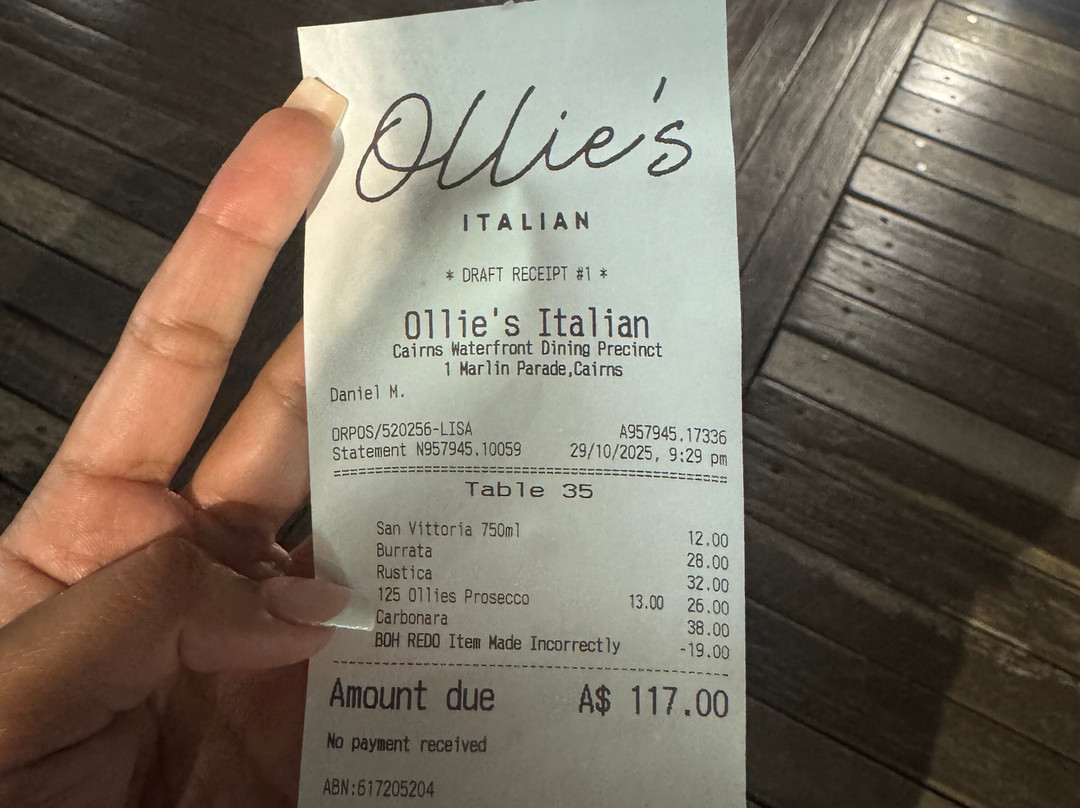 Ollie's
ITALIAN
* DRAFT RECEIPT #1 *
Ollie's Italian
Cairns Waterfront Dining Precinct
1 Marlin Parade,Cairns
Daniel M.
ORPOS/520256-LISA A957945.17336
Statement N957945.10059 29/10/2025, 9:29 pm
Table 35
San Vittoria 750ml 12.00
Burrata 28.00
Rustica 32.00
125 Ollies Prosecco 13.00 26.00
Carbonara 38.00
BOH REDO Item Made Incorrectly -19.00
Amount due A$ 117.00
No payment received
ABN:617205204